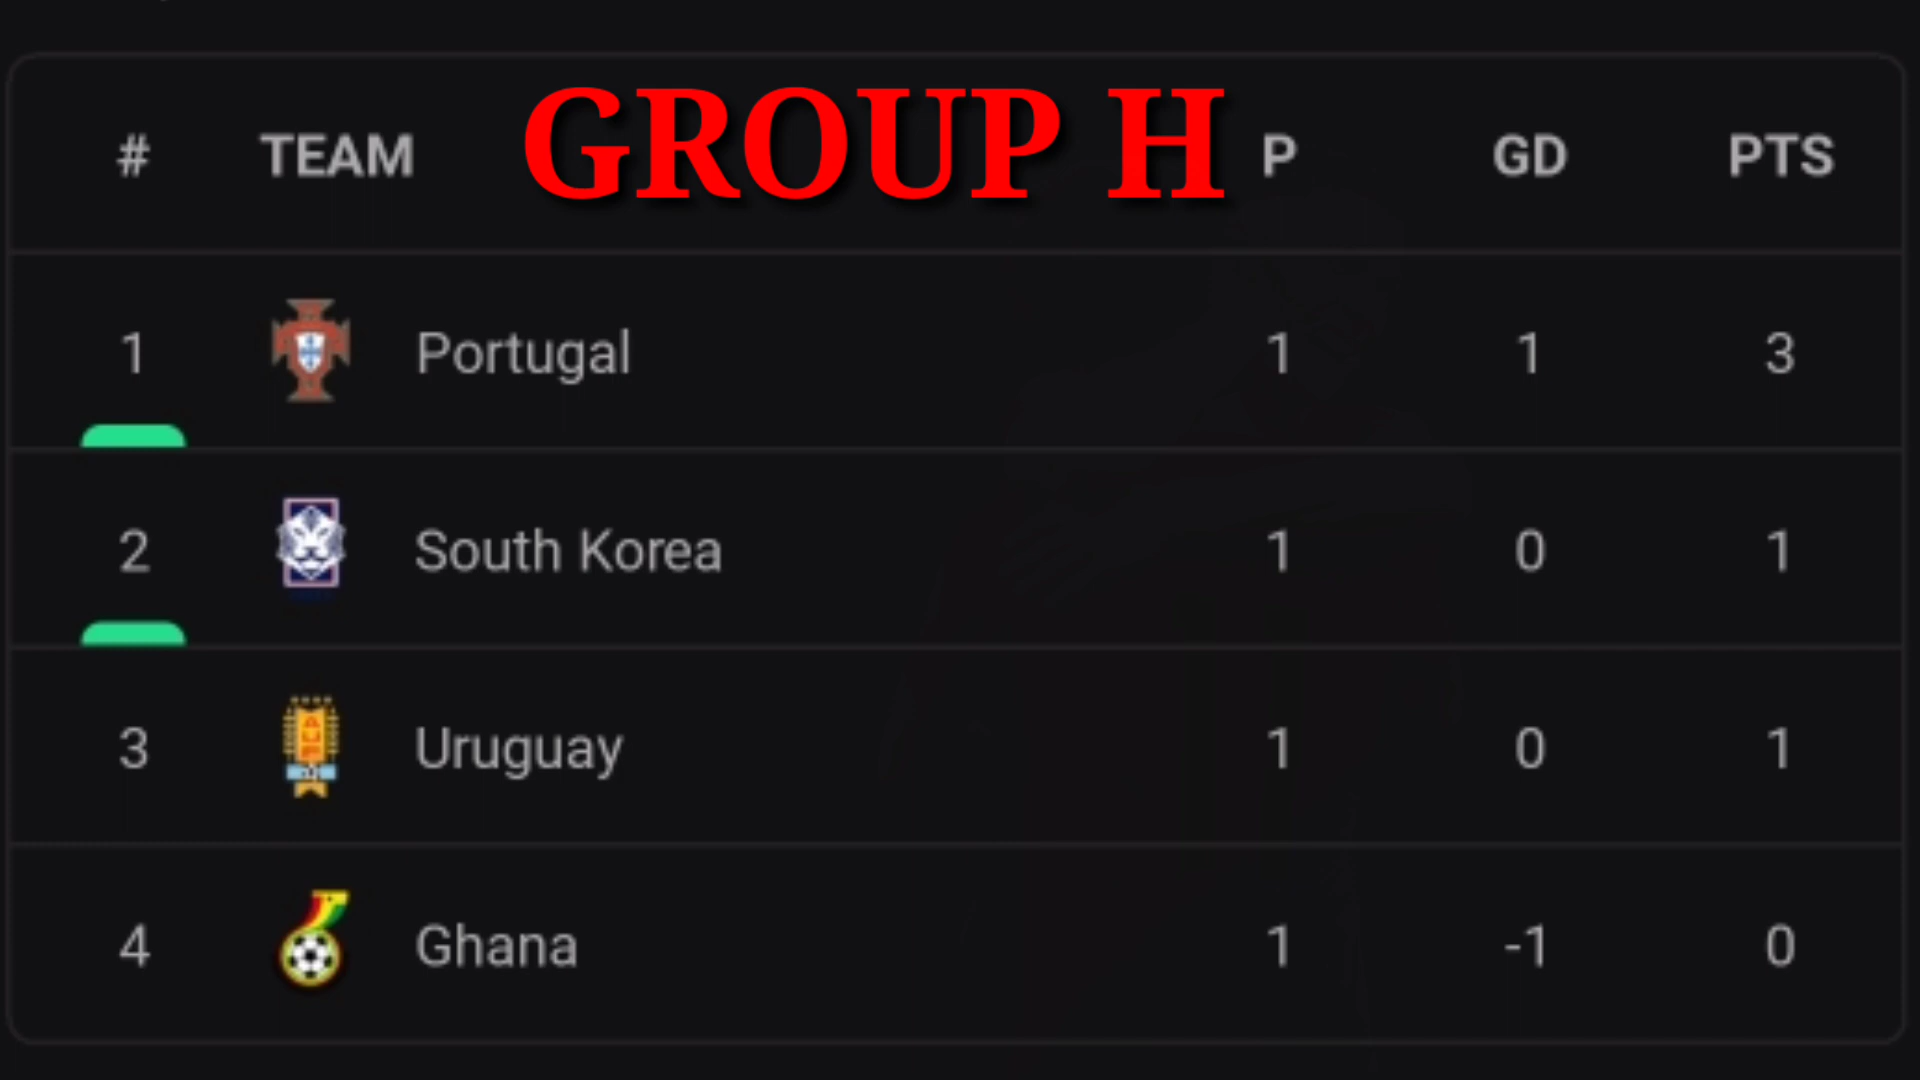 # TEAM GROUP H P GD PTS
1 Portugal 1 1 3
2 South Korea 1 0 1
3 Uruguay 1 0 1
4 Ghana 1 -1 0